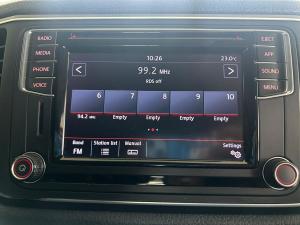 RADIO
MEDIA
PHONE
VOICE
10:26 23.0°C
99.2 MHz
RDS off
6 7 8 9 10
94.2 MHz Empty Empty Empty Empty
Band Station list Manual
FM
Settings
EJECT
APP
SOUND
MENU